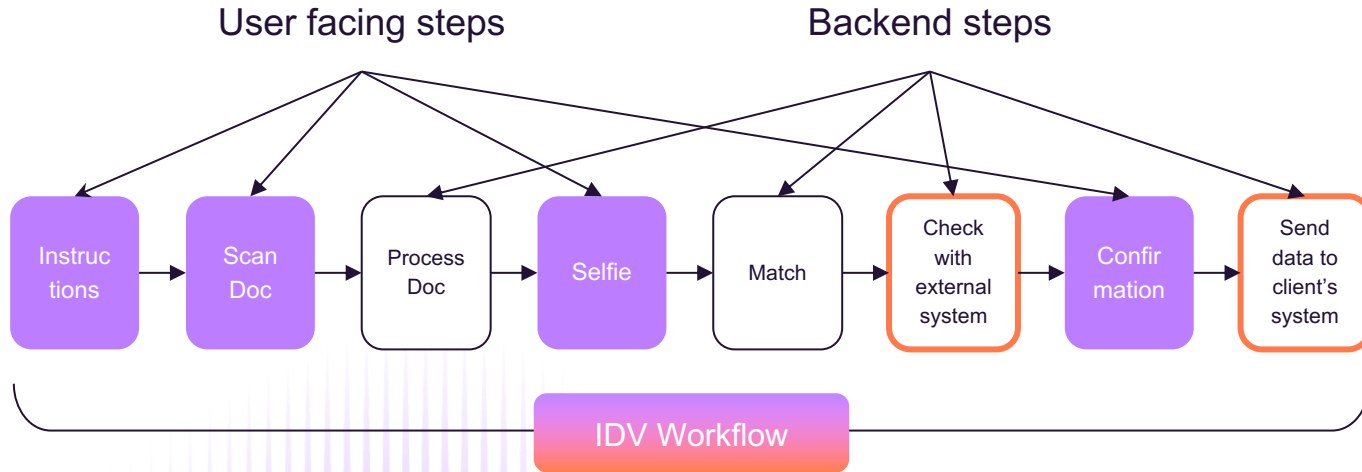 User facing steps
Backend steps
Instruc
tions
Scan
Doc
Process
Doc
Selfie
Match
Check
with
external
system
Confir
mation
Send
data to
client's
system
IDV Workflow